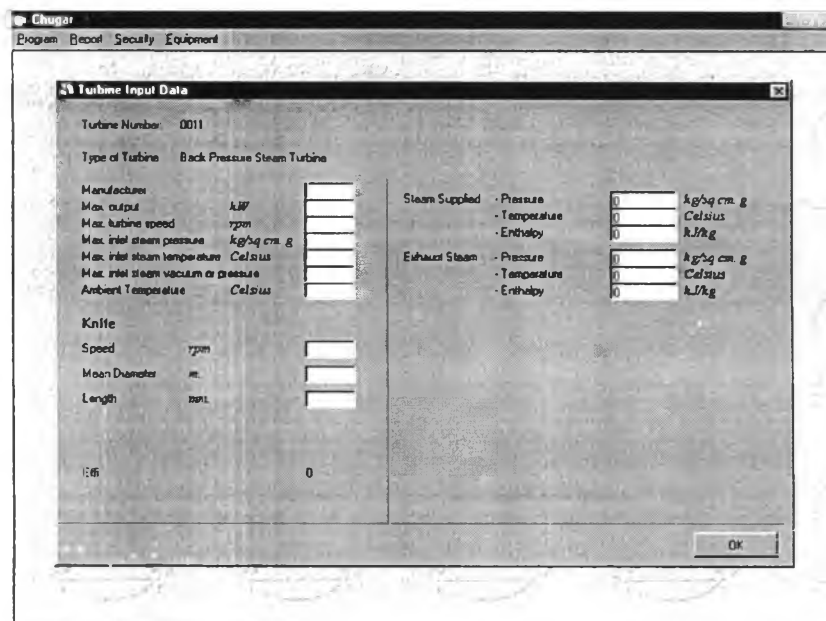 Chugar
Program Report Security Equipment
Turbine Input Data
Turbine Number: 0011
Type of Turbine Back Pressure Steam Turbine
Manufacturer
Max. output kW
Max. turbine speed rpm
Max. inlet steam pressure kg/sq cm. g
Max. inlet steam temperature Celsius
Max. inlet steam vacuum or pressure
Ambient Temperature Celsius
Knife
Speed rpm
Mean Diameter m.
Length mm.
Effi 0
Steam Supplied - Pressure 0 kg/sq cm. g
- Temperature 0 Celsius
- Enthalpy 0 kJ/kg
Exhaust Steam - Pressure 0 kg/sq cm. g
- Temperature 0 Celsius
- Enthalpy 0 kJ/kg
OK